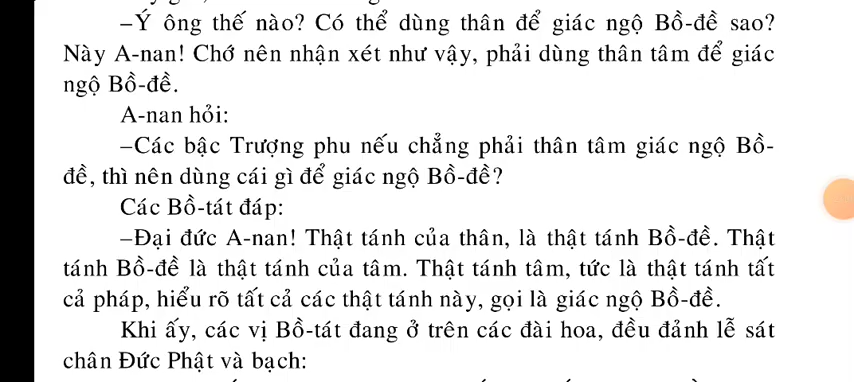 –Ý ông thế nào? Có thể dùng thân để giác ngộ Bồ-đề sao?
Này A-nan! Chớ nên nhận xét như vậy, phải dùng thân tâm để giác
ngộ Bồ-đề.
A-nan hỏi:
–Các bậc Trượng phu nếu chẳng phải thân tâm giác ngộ Bồ-
đề, thì nên dùng cái gì để giác ngộ Bồ-đề?
Các Bồ-tát đáp:
–Đại đức A-nan! Thật tánh của thân, là thật tánh Bồ-đề. Thật
tánh Bồ-đề là thật tánh của tâm. Thật tánh tâm, tức là thật tánh tất
cả pháp, hiểu rõ tất cả các thật tánh này, gọi là giác ngộ Bồ-đề.
Khi ấy, các vị Bồ-tát đang ở trên các đài hoa, đều đảnh lễ sát
chân Đức Phật và bạch: